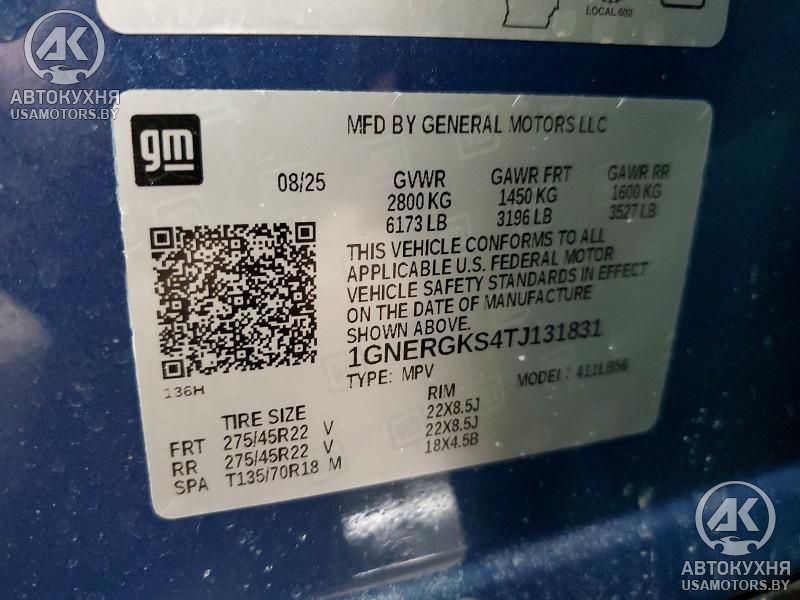 LOCAL 602
АК
АВТОКУХНЯ
USAMOTORS.BY
gm
MFD BY GENERAL MOTORS LLC
08/25
GVWR GAWR FRT GAWR RR
2800 KG 1450 KG 1600 KG
6173 LB 3196 LB 3527 LB
THIS VEHICLE CONFORMS TO ALL
APPLICABLE U.S. FEDERAL MOTOR
VEHICLE SAFETY STANDARDS IN EFFECT
ON THE DATE OF MANUFACTURE
SHOWN ABOVE.
1GNERGKS4TJ131831
TYPE: MPV MODEL: 411LB56
136H
TIRE SIZE RIM
FRT 275/45R22 V 22X8.5J
RR 275/45R22 V 22X8.5J
SPA T135/70R18 M 18X4.5B
АК
АВТОКУХНЯ
USAMOTORS.BY